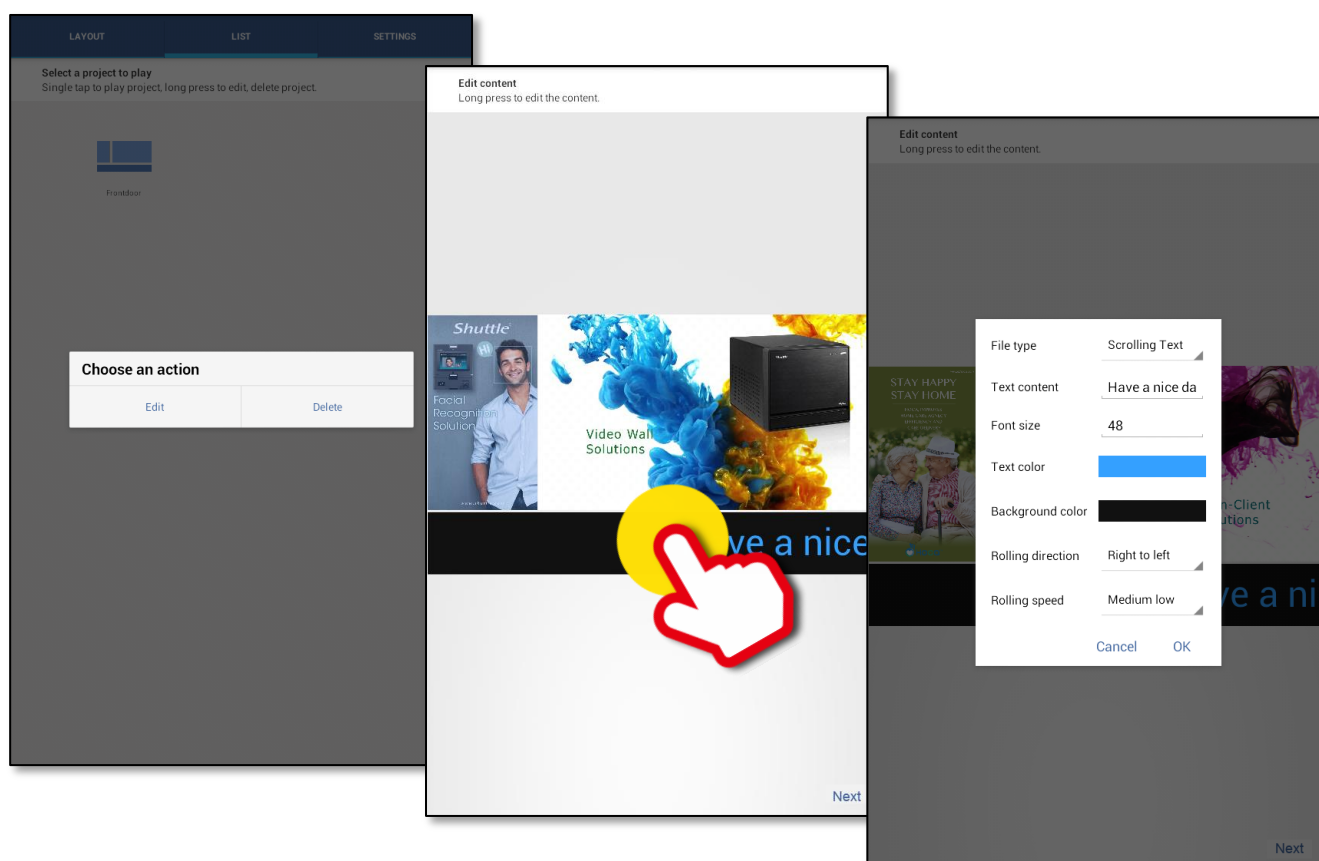 LAYOUT
LIST
SETTINGS
Select a project to play
Single tap to play project, long press to edit, delete project.
Frontdoor
Choose an action
Edit
Delete
Edit content
Long press to edit the content.
Shuttle
HI
Facial
Recognition
Solution
Video Wall
Solutions
ve a nice
Next
Edit content
Long press to edit the content.
STAY HAPPY
STAY HOME
n-Client
utions
ve a ni
File type
Scrolling Text
Text content
Have a nice da
Font size
48
Text color
Background color
Rolling direction
Right to left
Rolling speed
Medium low
Cancel
OK
Next